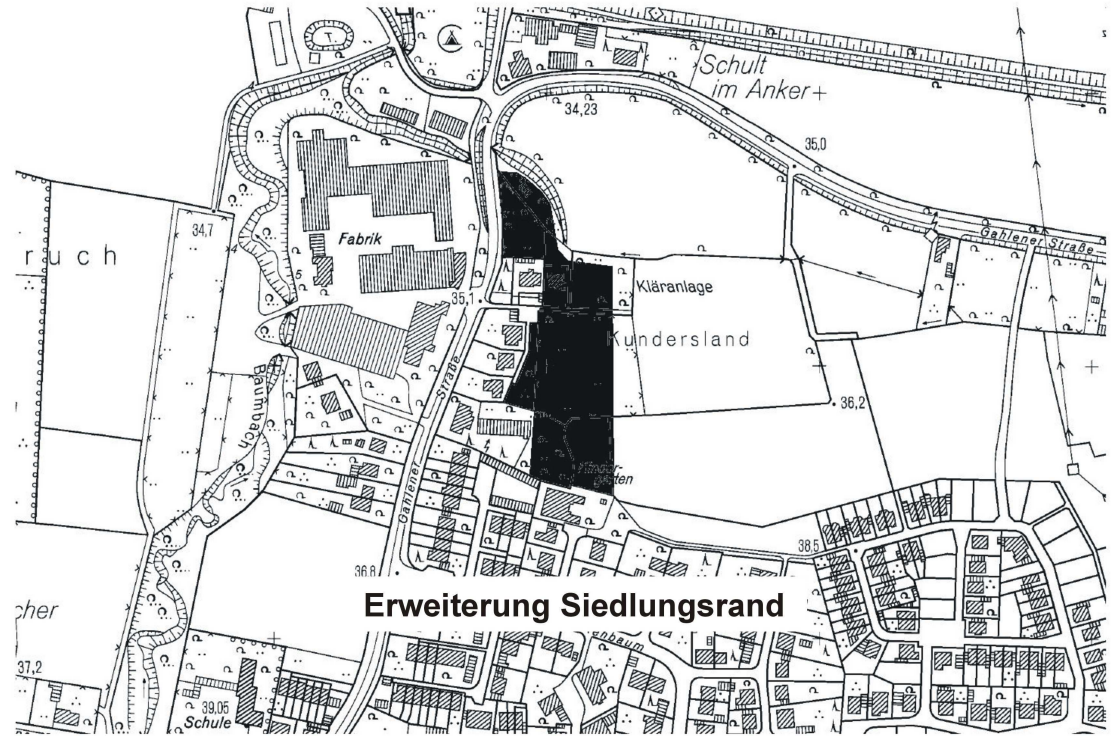 Schult
im Anker
34,23
35,0
34,7
ruch
Fabrik
Gahlener Straße
35,1
Kläranlage
Kundersland
Straße
Baumbach
36,2
Gahlener
38,5
36,8
Erweiterung Siedlungsrand
cher
enbaum
37,2
39,05
Schule